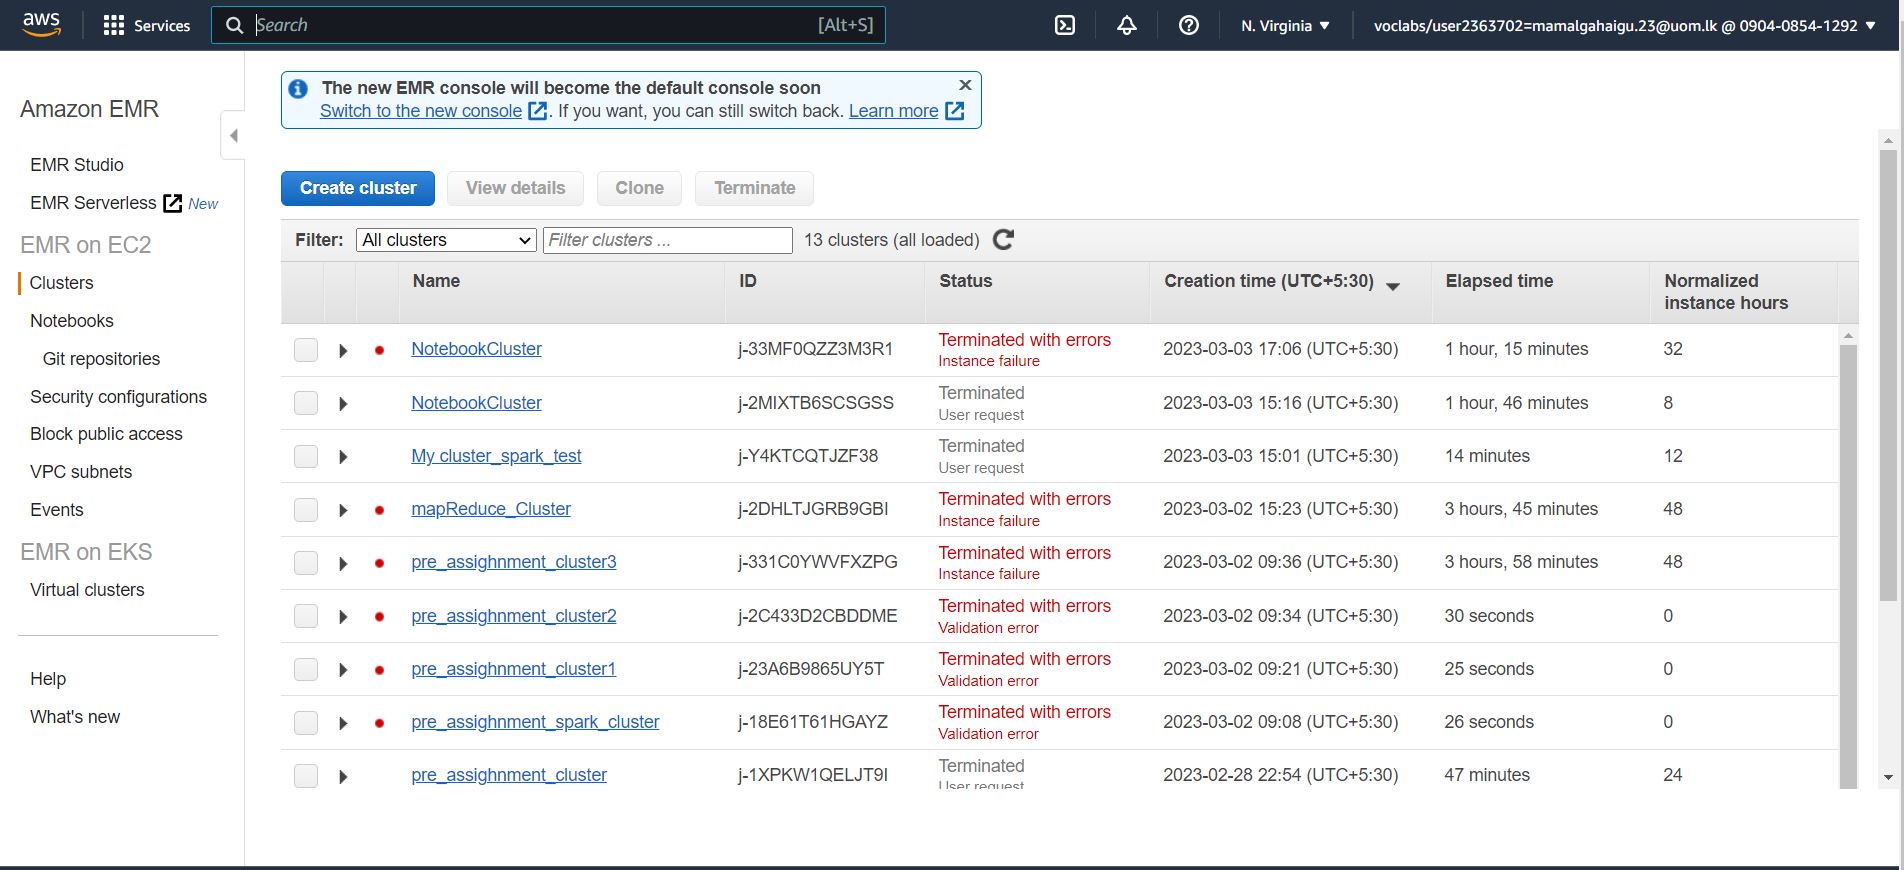 aws
Services
Search
[Alt+S]
N. Virginia
voclabs/user2363702=mamalgahaigu.23@uom.lk @ 0904-0854-1292
Amazon EMR
EMR Studio
EMR Serverless New
EMR on EC2
Clusters
Notebooks
Git repositories
Security configurations
Block public access
VPC subnets
Events
EMR on EKS
Virtual clusters
Help
What's new
The new EMR console will become the default console soon
Switch to the new console. If you want, you can still switch back. Learn more
Create cluster View details Clone Terminate
Filter: All clusters Filter clusters ... 13 clusters (all loaded)
Name ID Status Creation time (UTC+5:30) Elapsed time Normalized
instance hours
NotebookCluster j-33MF0QZZ3M3R1 Terminated with errors 2023-03-03 17:06 (UTC+5:30) 1 hour, 15 minutes 32
Instance failure
NotebookCluster j-2MIXTB6SCSGSS Terminated 2023-03-03 15:16 (UTC+5:30) 1 hour, 46 minutes 8
User request
My cluster_spark_test j-Y4KTCQTJZF38 Terminated 2023-03-03 15:01 (UTC+5:30) 14 minutes 12
User request
mapReduce_Cluster j-2DHLTJGRB9GBI Terminated with errors 2023-03-02 15:23 (UTC+5:30) 3 hours, 45 minutes 48
Instance failure
pre_assighnment_cluster3 j-331C0YWVFXZPG Terminated with errors 2023-03-02 09:36 (UTC+5:30) 3 hours, 58 minutes 48
Instance failure
pre_assighnment_cluster2 j-2C433D2CBDDME Terminated with errors 2023-03-02 09:34 (UTC+5:30) 30 seconds 0
Validation error
pre_assighnment_cluster1 j-23A6B9865UY5T Terminated with errors 2023-03-02 09:21 (UTC+5:30) 25 seconds 0
Validation error
pre_assighnment_spark_cluster j-18E61T61HGAYZ Terminated with errors 2023-03-02 09:08 (UTC+5:30) 26 seconds 0
Validation error
pre_assighnment_cluster j-1XPKW1QELJT9I Terminated 2023-02-28 22:54 (UTC+5:30) 47 minutes 24
User request